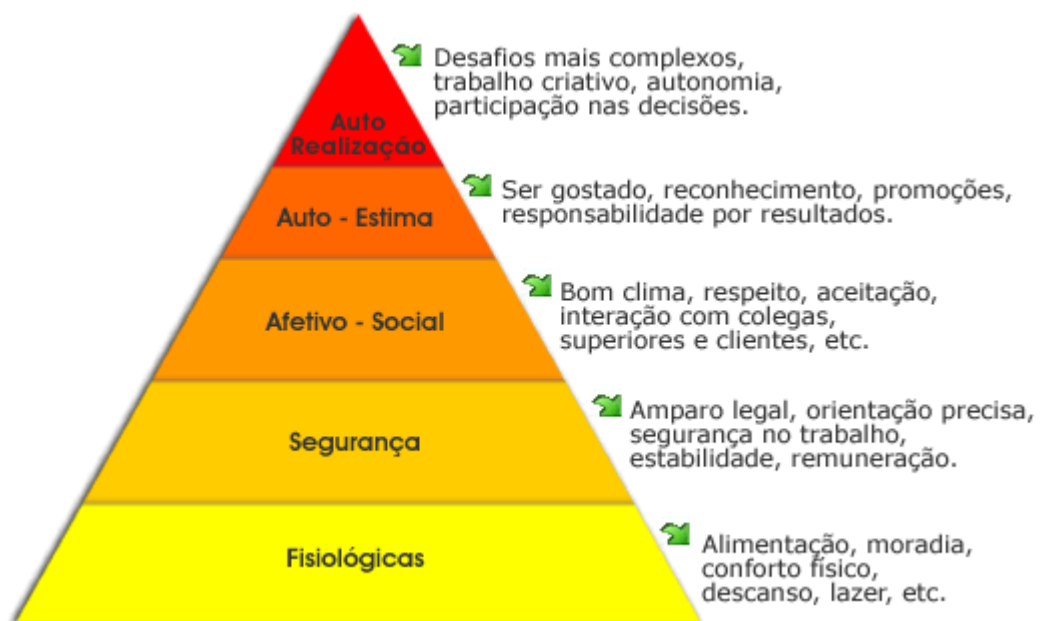 Desafios mais complexos,
trabalho criativo, autonomia,
participação nas decisões.
Auto
Realização
Ser gostado, reconhecimento, promoções,
responsabilidade por resultados.
Auto - Estima
Bom clima, respeito, aceitação,
interação com colegas,
superiores e clientes, etc.
Afetivo - Social
Amparo legal, orientação precisa,
segurança no trabalho,
estabilidade, remuneração.
Segurança
Alimentação, moradia,
conforto físico,
descanso, lazer, etc.
Fisiológicas